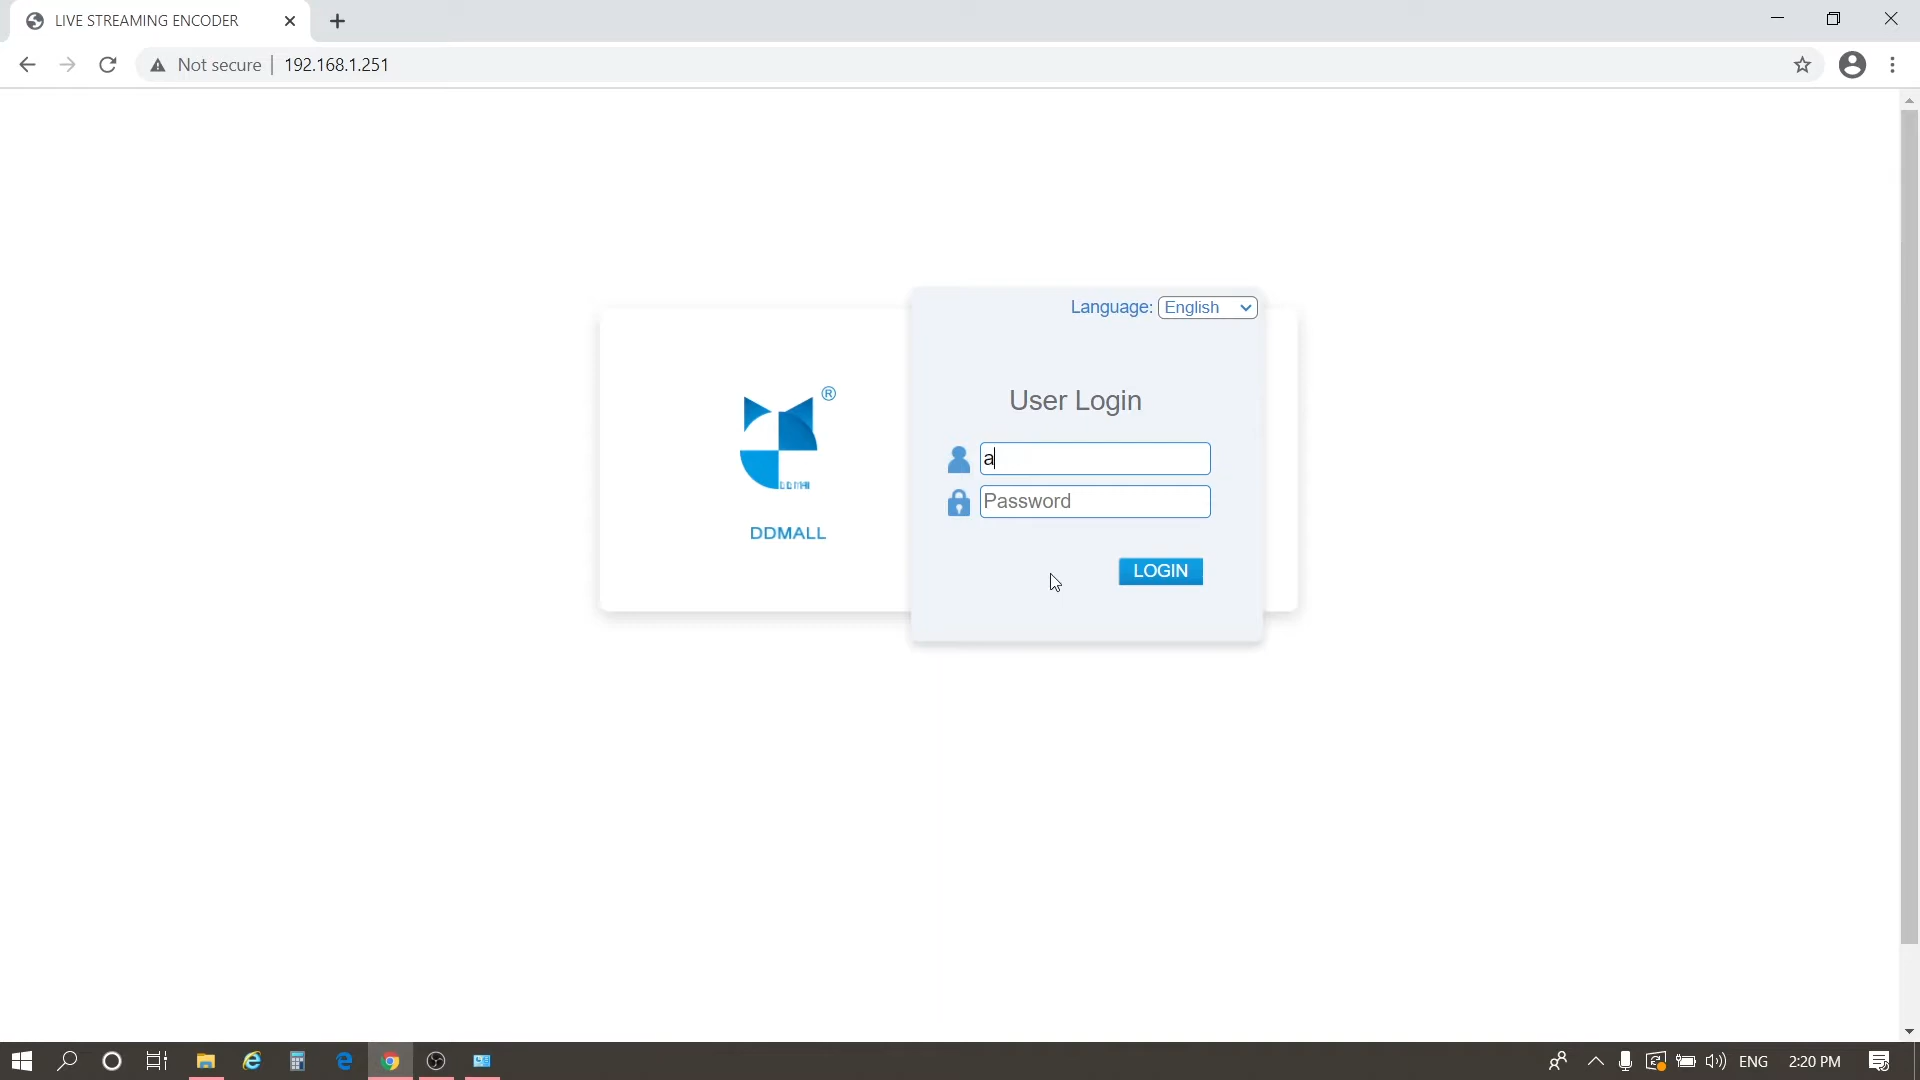 LIVE STREAMING ENCODER
Not secure | 192.168.1.251
Language: English
User Login
a
Password
LOGIN
®
DDMALL
ENG 2:20 PM